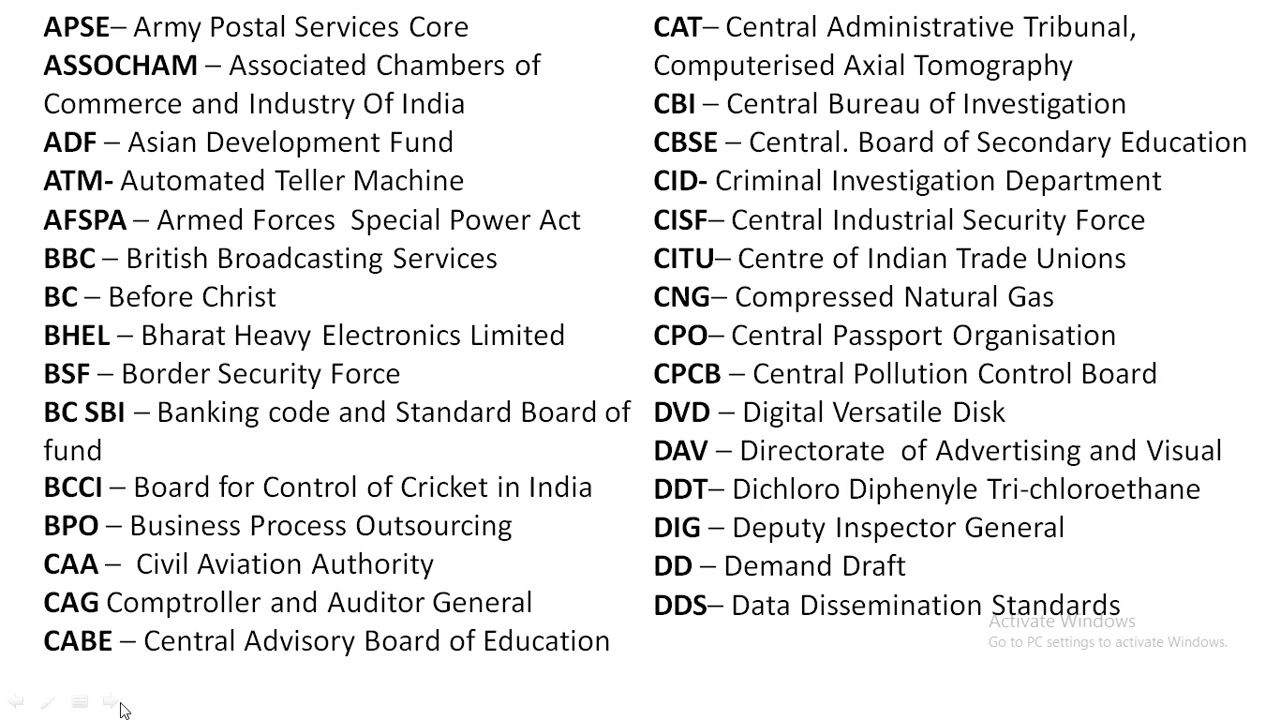 APSE– Army Postal Services Core
ASSOCHAM – Associated Chambers of
Commerce and Industry Of India
ADF – Asian Development Fund
ATM- Automated Teller Machine
AFSPA – Armed Forces  Special Power Act
BBC – British Broadcasting Services
BC – Before Christ
BHEL – Bharat Heavy Electronics Limited
BSF – Border Security Force
BC SBI – Banking code and Standard Board of
fund
BCCI – Board for Control of Cricket in India
BPO – Business Process Outsourcing
CAA –  Civil Aviation Authority
CAG Comptroller and Auditor General
CABE – Central Advisory Board of Education
CAT– Central Administrative Tribunal,
Computerised Axial Tomography
CBI – Central Bureau of Investigation
CBSE – Central. Board of Secondary Education
CID- Criminal Investigation Department
CISF– Central Industrial Security Force
CITU– Centre of Indian Trade Unions
CNG– Compressed Natural Gas
CPO– Central Passport Organisation
CPCB – Central Pollution Control Board
DVD – Digital Versatile Disk
DAV – Directorate  of Advertising and Visual
DDT– Dichloro Diphenyle Tri-chloroethane
DIG – Deputy Inspector General
DD – Demand Draft
DDS– Data Dissemination Standards
Activate Windows
Go to PC settings to activate Windows.